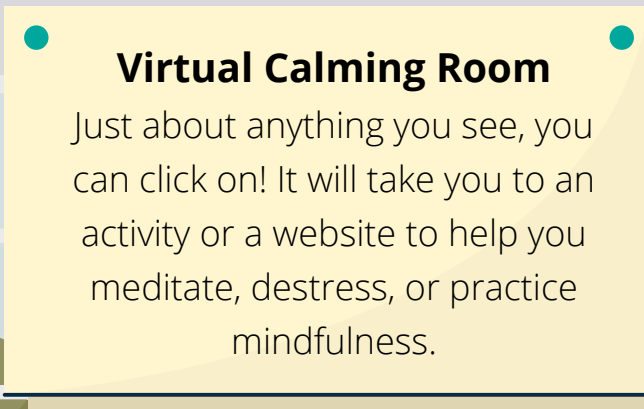 Virtual Calming Room
Just about anything you see, you
can click on! It will take you to an
activity or a website to help you
meditate, destress, or practice
mindfulness.